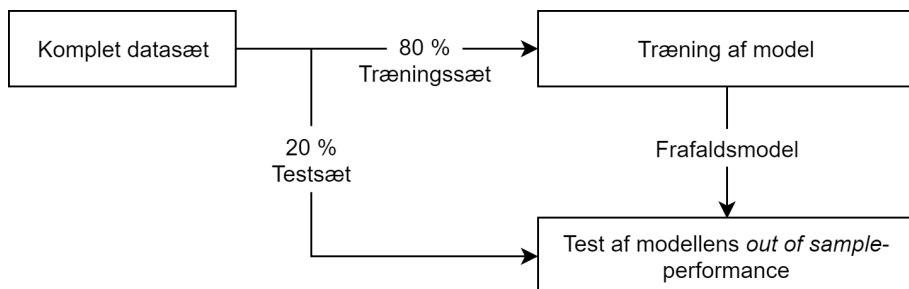 Komplet datasæt
80 %
Træningssæt
Træning af model
20 %
Testsæt
Frafaldsmodel
Test af modellens out of sample-
performance